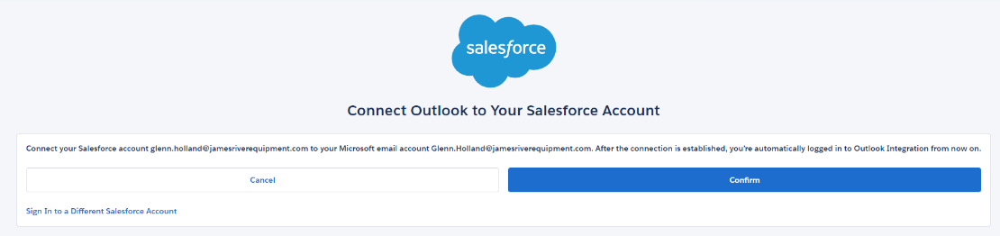 salesforce
Connect Outlook to Your Salesforce Account
Connect your Salesforce account glenn.holland@jamesriverequipment.com to your Microsoft email account Glenn.Holland@jamesriverequipment.com. After the connection is established, you're automatically logged in to Outlook Integration from now on.
Cancel
Confirm
Sign In to a Different Salesforce Account